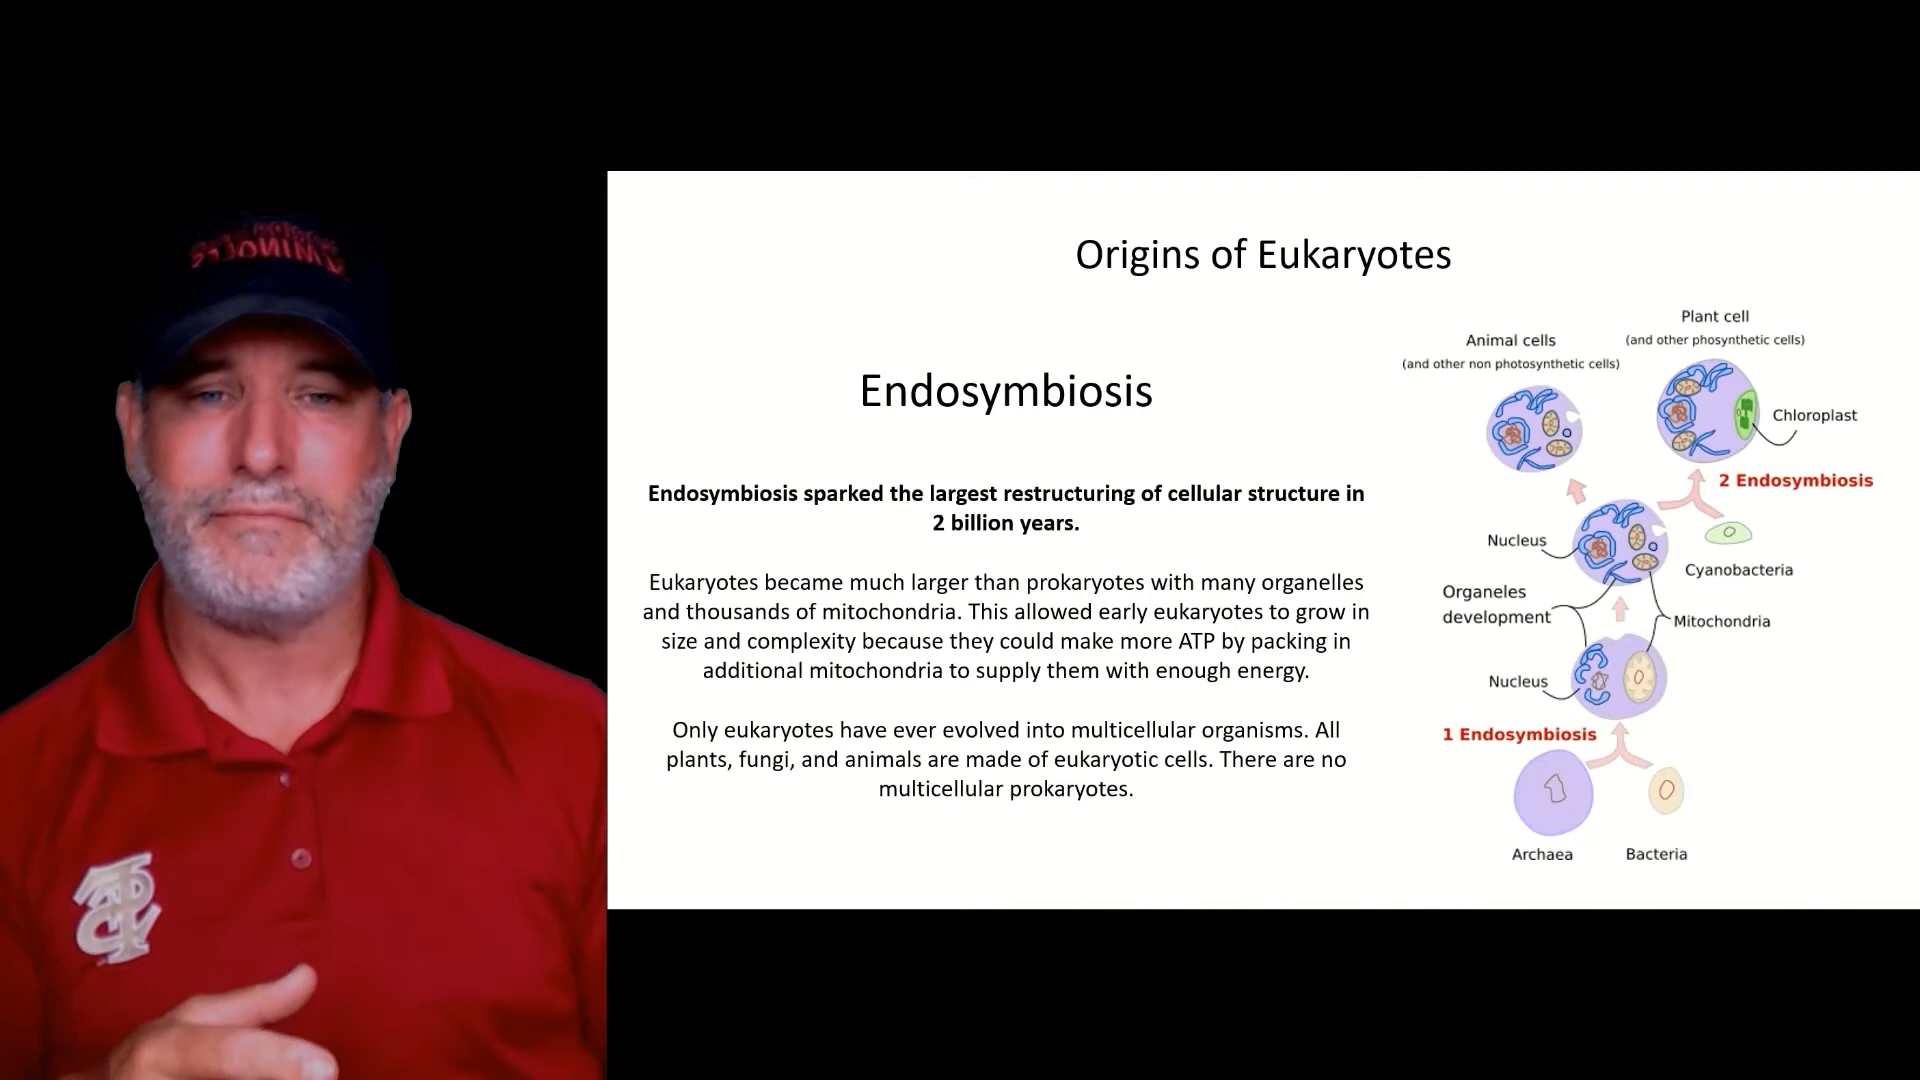 Origins of Eukaryotes
Endosymbiosis
Endosymbiosis sparked the largest restructuring of cellular structure in
2 billion years.
Eukaryotes became much larger than prokaryotes with many organelles
and thousands of mitochondria. This allowed early eukaryotes to grow in
size and complexity because they could make more ATP by packing in
additional mitochondria to supply them with enough energy.
Only eukaryotes have ever evolved into multicellular organisms. All
plants, fungi, and animals are made of eukaryotic cells. There are no
multicellular prokaryotes.
Plant cell
(and other phosynthetic cells)
Animal cells
(and other non photosynthetic cells)
Chloroplast
2 Endosymbiosis
Nucleus
Cyanobacteria
Organeles
development
Mitochondria
Nucleus
1 Endosymbiosis
Archaea
Bacteria